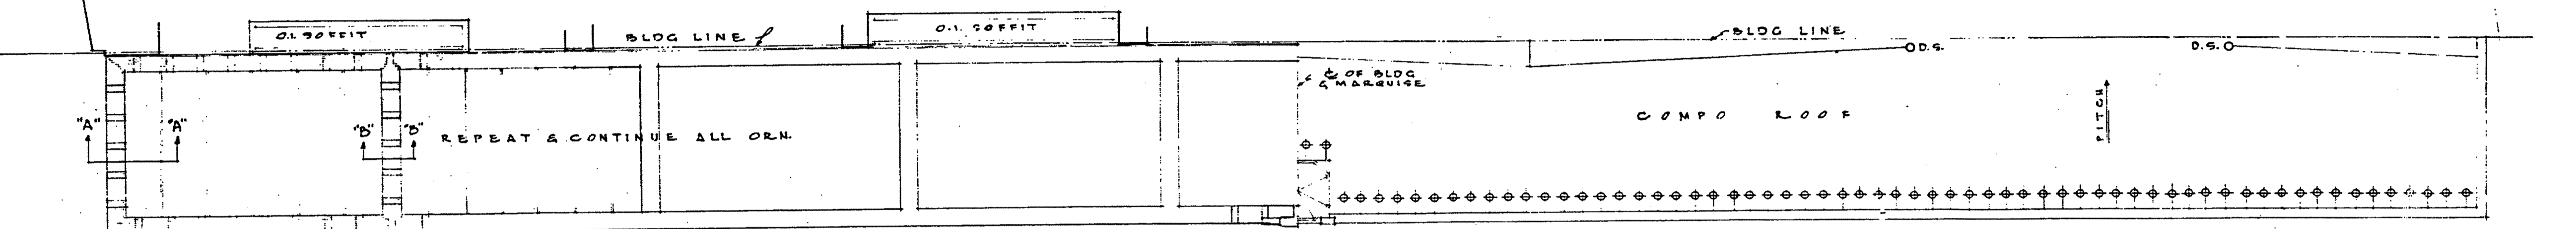 O.I. SOFFIT
BLDG LINE
O.I. SOFFIT
BLDG LINE
D.S.
D.S.
℄ OF BLDG
& MARQUISE
"A" "A"
"B" "B"
REPEAT & CONTINUE ALL ORN.
COMPO ROOF
PITCH